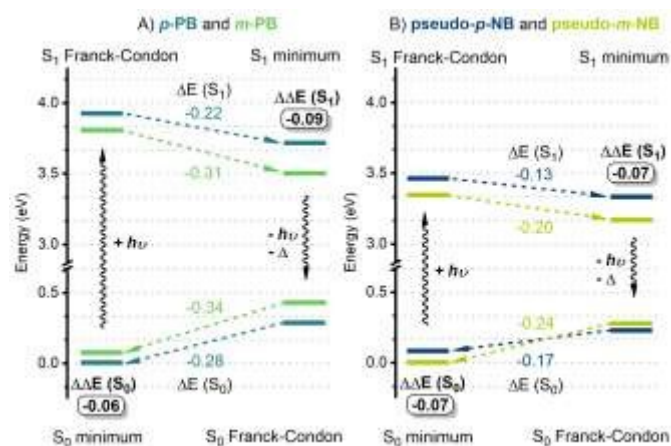 A) p-PB and m-PB
S1 Franck-Condon S1 minimum
Energy (eV)
4.0
3.5
3.0
0.5
0.0
ΔE (S1)
-0.22
-0.31
ΔΔE (S1)
-0.09
+ hυ
- hυ
- Δ
-0.34
-0.28
ΔE (S0)
ΔΔE (S0)
-0.06
S0 minimum S0 Franck-Condon
B) pseudo-p-NB and pseudo-m-NB
S1 Franck-Condon S1 minimum
Energy (eV)
4.0
3.5
3.0
0.5
0.0
ΔE (S1)
-0.13
-0.20
ΔΔE (S1)
-0.07
+ hυ
- hυ
- Δ
-0.24
-0.17
ΔE (S0)
ΔΔE (S0)
-0.07
S0 minimum S0 Franck-Condon